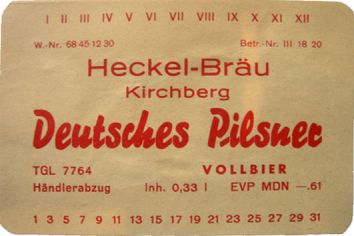 I II III IV V VI VII VIII IX X XI XII
W.-Nr. 68 45 12 30 Betr.-Nr. III 18 20
Heckel-Bräu
Kirchberg
Deutsches Pilsner
TGL 7764 VOLLBIER
Händlerabzug Inh. 0,33 l EVP MDN —.61
1 3 5 7 9 11 13 15 17 19 21 23 25 27 29 31